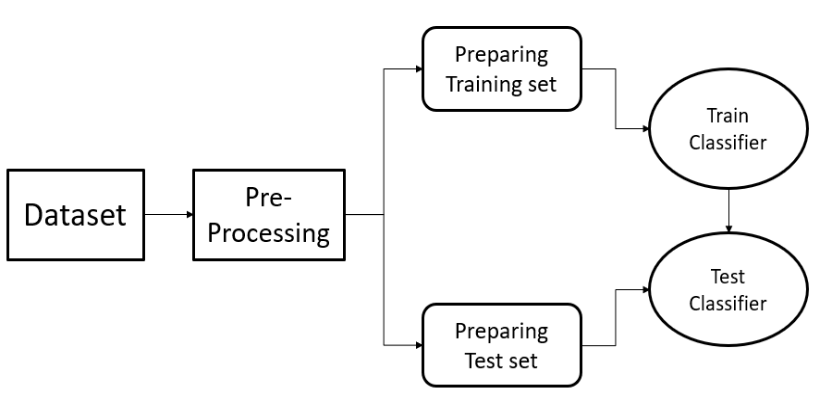 Dataset
Pre-
Processing
Preparing
Training set
Train
Classifier
Preparing
Test set
Test
Classifier